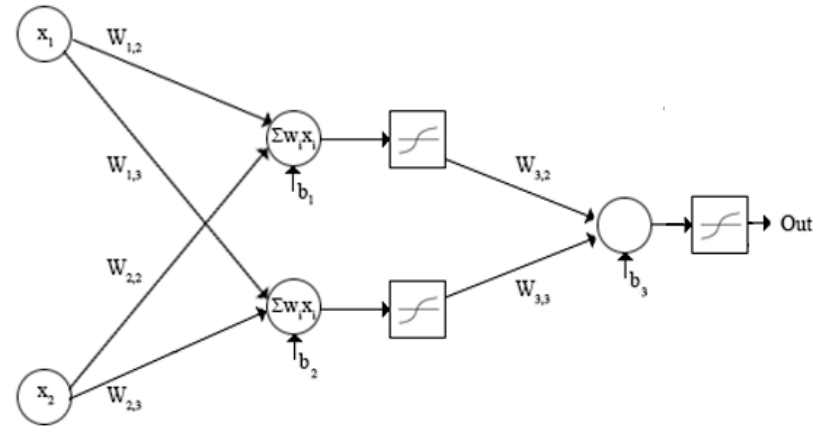 x₁
W₁,₂
Σwᵢxᵢ
b₁
W₁,₃
W₃,₂
Out
W₂,₂
b₃
W₃,₃
Σwᵢxᵢ
b₂
x₂
W₂,₃